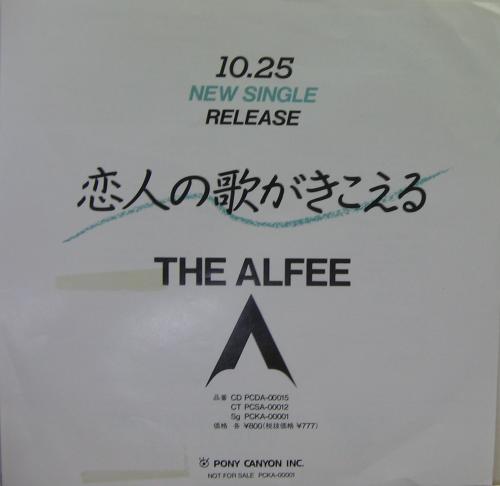 10.25
NEW SINGLE
RELEASE
恋人の歌がきこえる
THE ALFEE
品番 CD PCDA-00015
CT PCSA-00012
Sg PCKA-00001
価格 各 ¥800(税抜価格 ¥777)
PONY CANYON INC.
NOT FOR SALE PCKA-00001